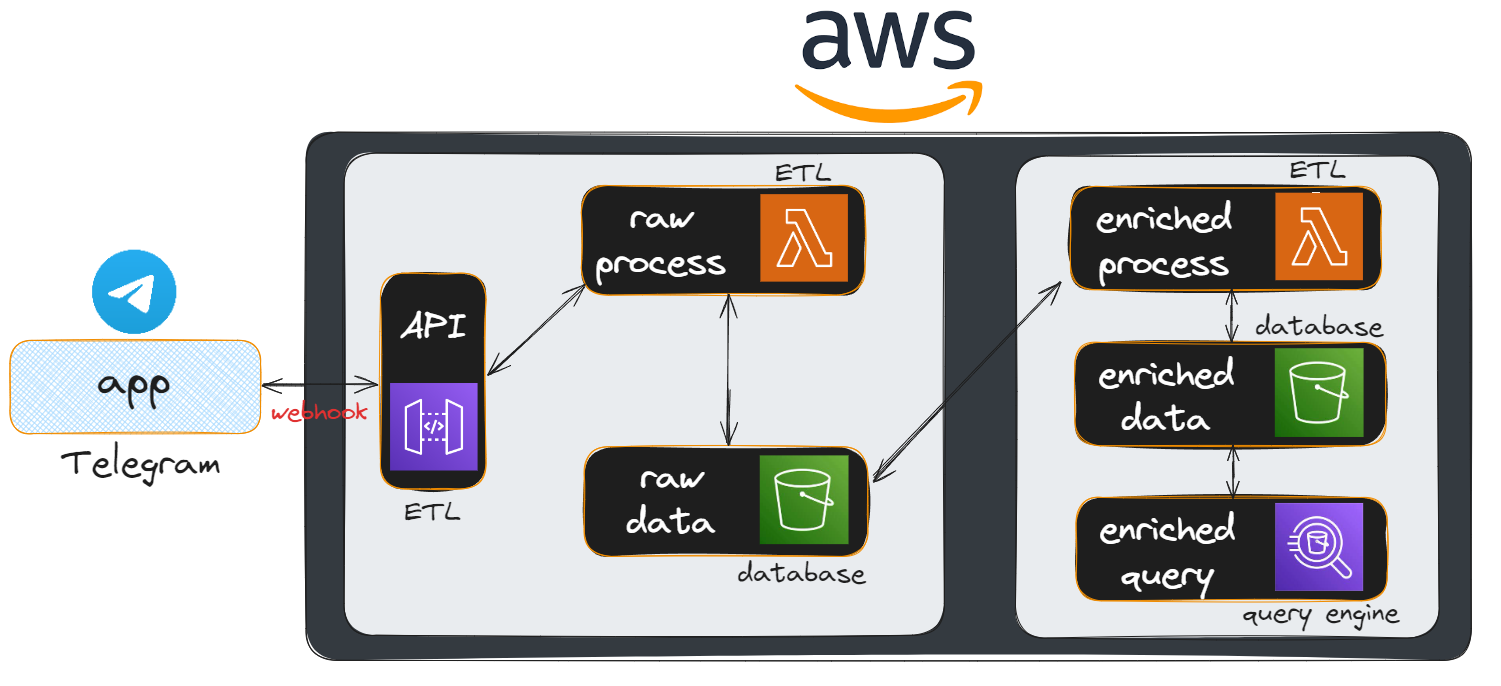 aws
ETL
raw
process
API
</>
ETL
app
webhook
Telegram
raw
data
database
ETL
enriched
process
database
enriched
data
enriched
query
query engine